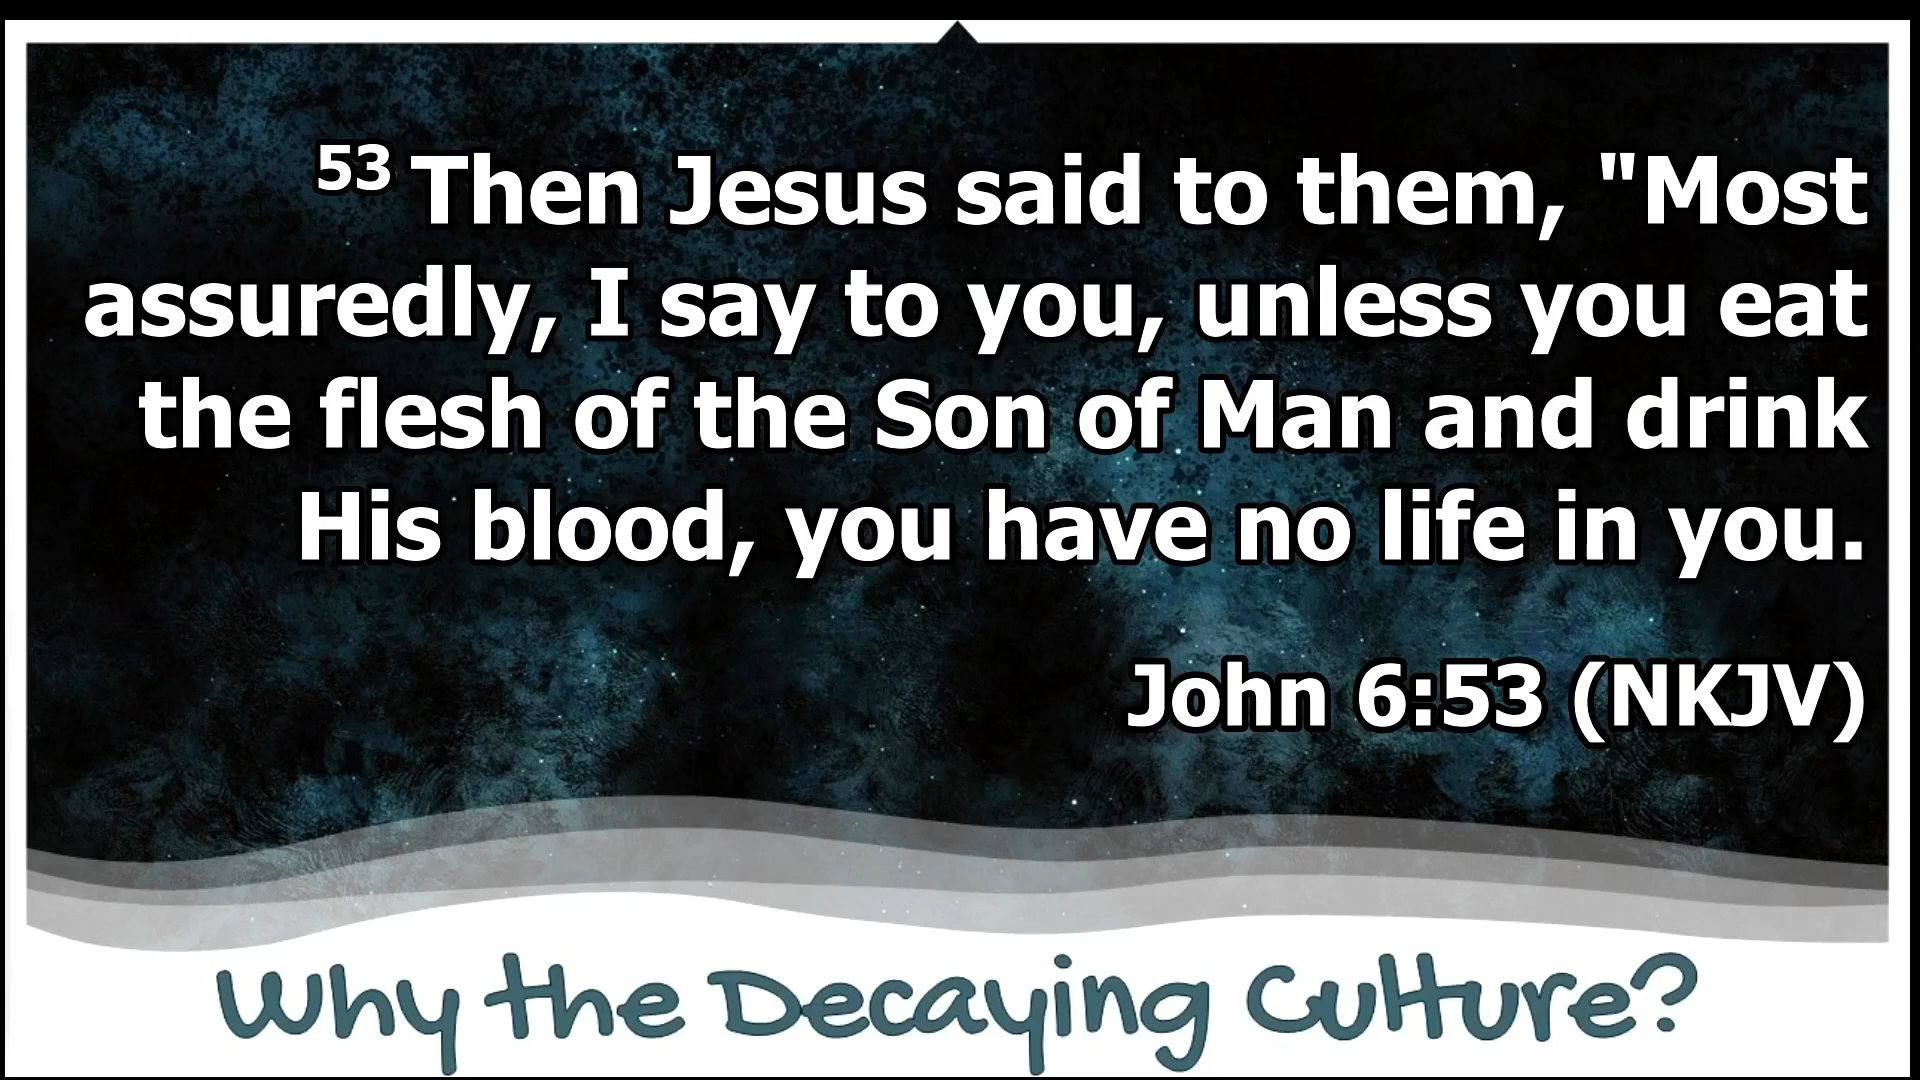 53 Then Jesus said to them, "Most
assuredly, I say to you, unless you eat
the flesh of the Son of Man and drink
His blood, you have no life in you.
John 6:53 (NKJV)
Why the Decaying Culture?